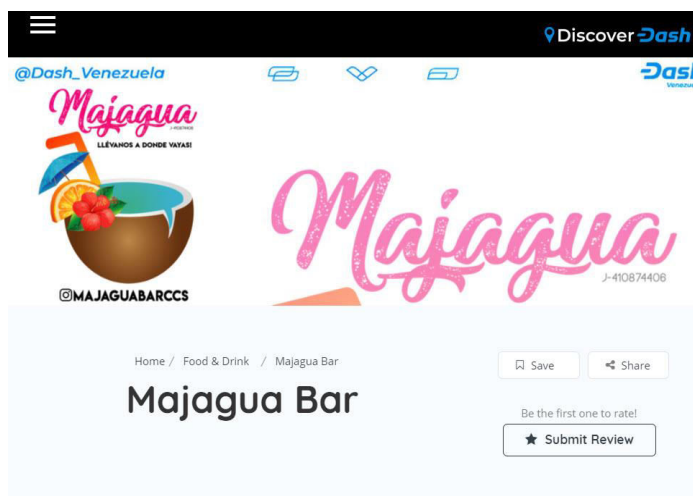 Discover Dash
@Dash_Venezuela
Majagua
LLÉVANOS A DONDE VAYAS!
@MAJAGUABARCCS
Majagua
J-410874406
Home / Food & Drink / Majagua Bar
Majagua Bar
Save
Share
Be the first one to rate!
Submit Review